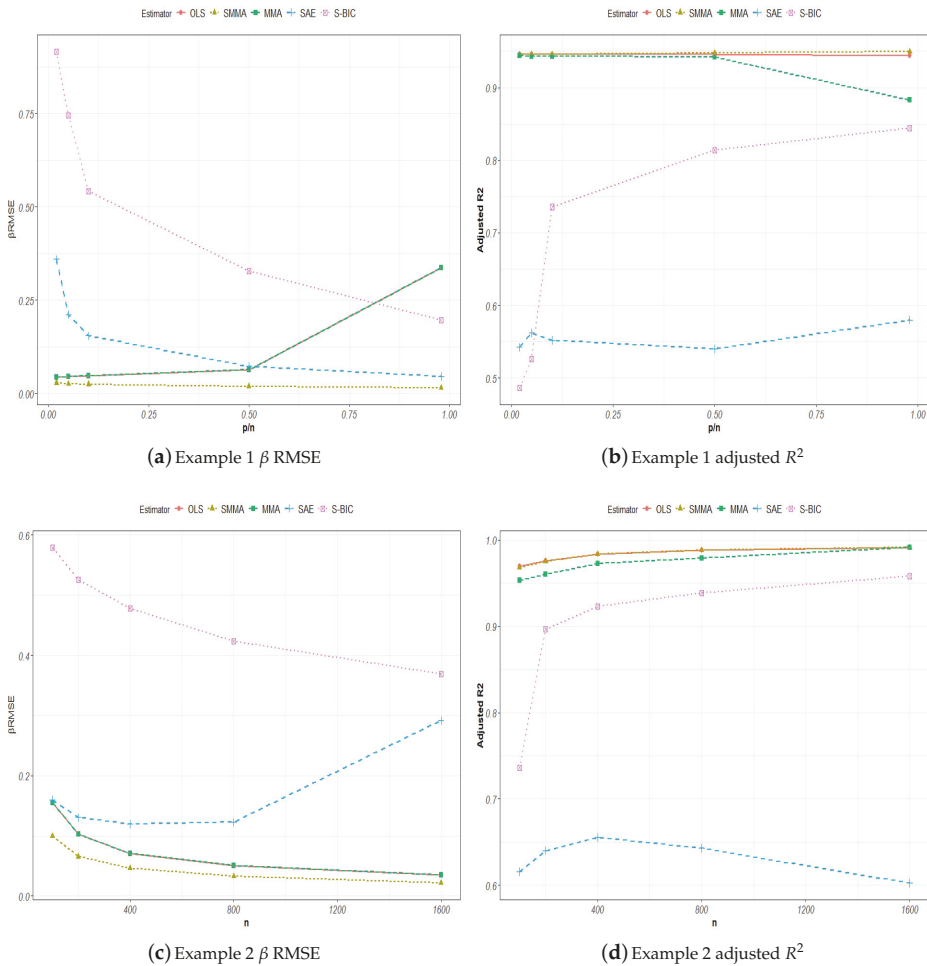 Estimator OLS SMMA MMA SAE S-BIC
0.75
0.50
0.25
0.00
βRMSE
0.00 0.25 0.50 0.75 1.00
p/n
(a) Example 1 β RMSE
Estimator OLS SMMA MMA SAE S-BIC
0.9
0.8
0.7
0.6
0.5
Adjusted R2
0.00 0.25 0.50 0.75 1.00
p/n
(b) Example 1 adjusted R²
Estimator OLS SMMA MMA SAE S-BIC
0.6
0.4
0.2
0.0
βRMSE
400 800 1200 1600
n
(c) Example 2 β RMSE
Estimator OLS SMMA MMA SAE S-BIC
1.0
0.9
0.8
0.7
0.6
Adjusted R2
400 800 1200 1600
n
(d) Example 2 adjusted R²